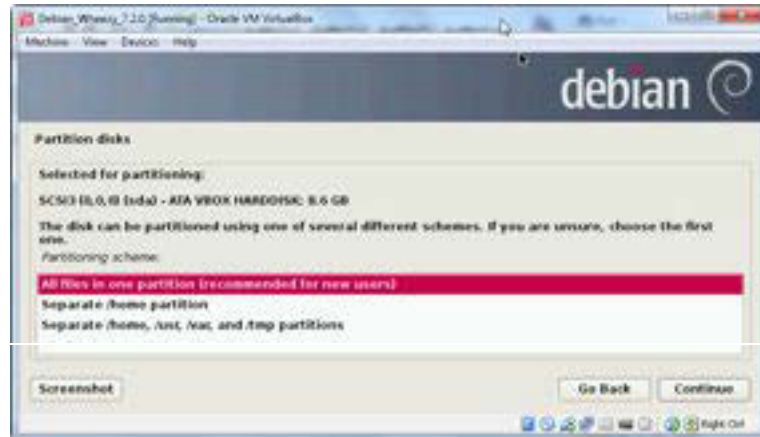 Debian_Wheezy_7.2.0 [Running] - Oracle VM VirtualBox
Machine View Devices Help
debian
Partition disks
Selected for partitioning:
SCSI3 (0,0,0) (sda) - ATA VBOX HARDDISK: 8.6 GB
The disk can be partitioned using one of several different schemes. If you are unsure, choose the first
one.
Partitioning scheme:
All files in one partition (recommended for new users)
Separate /home partition
Separate /home, /usr, /var, and /tmp partitions
Screenshot
Go Back
Continue
Right Ctrl